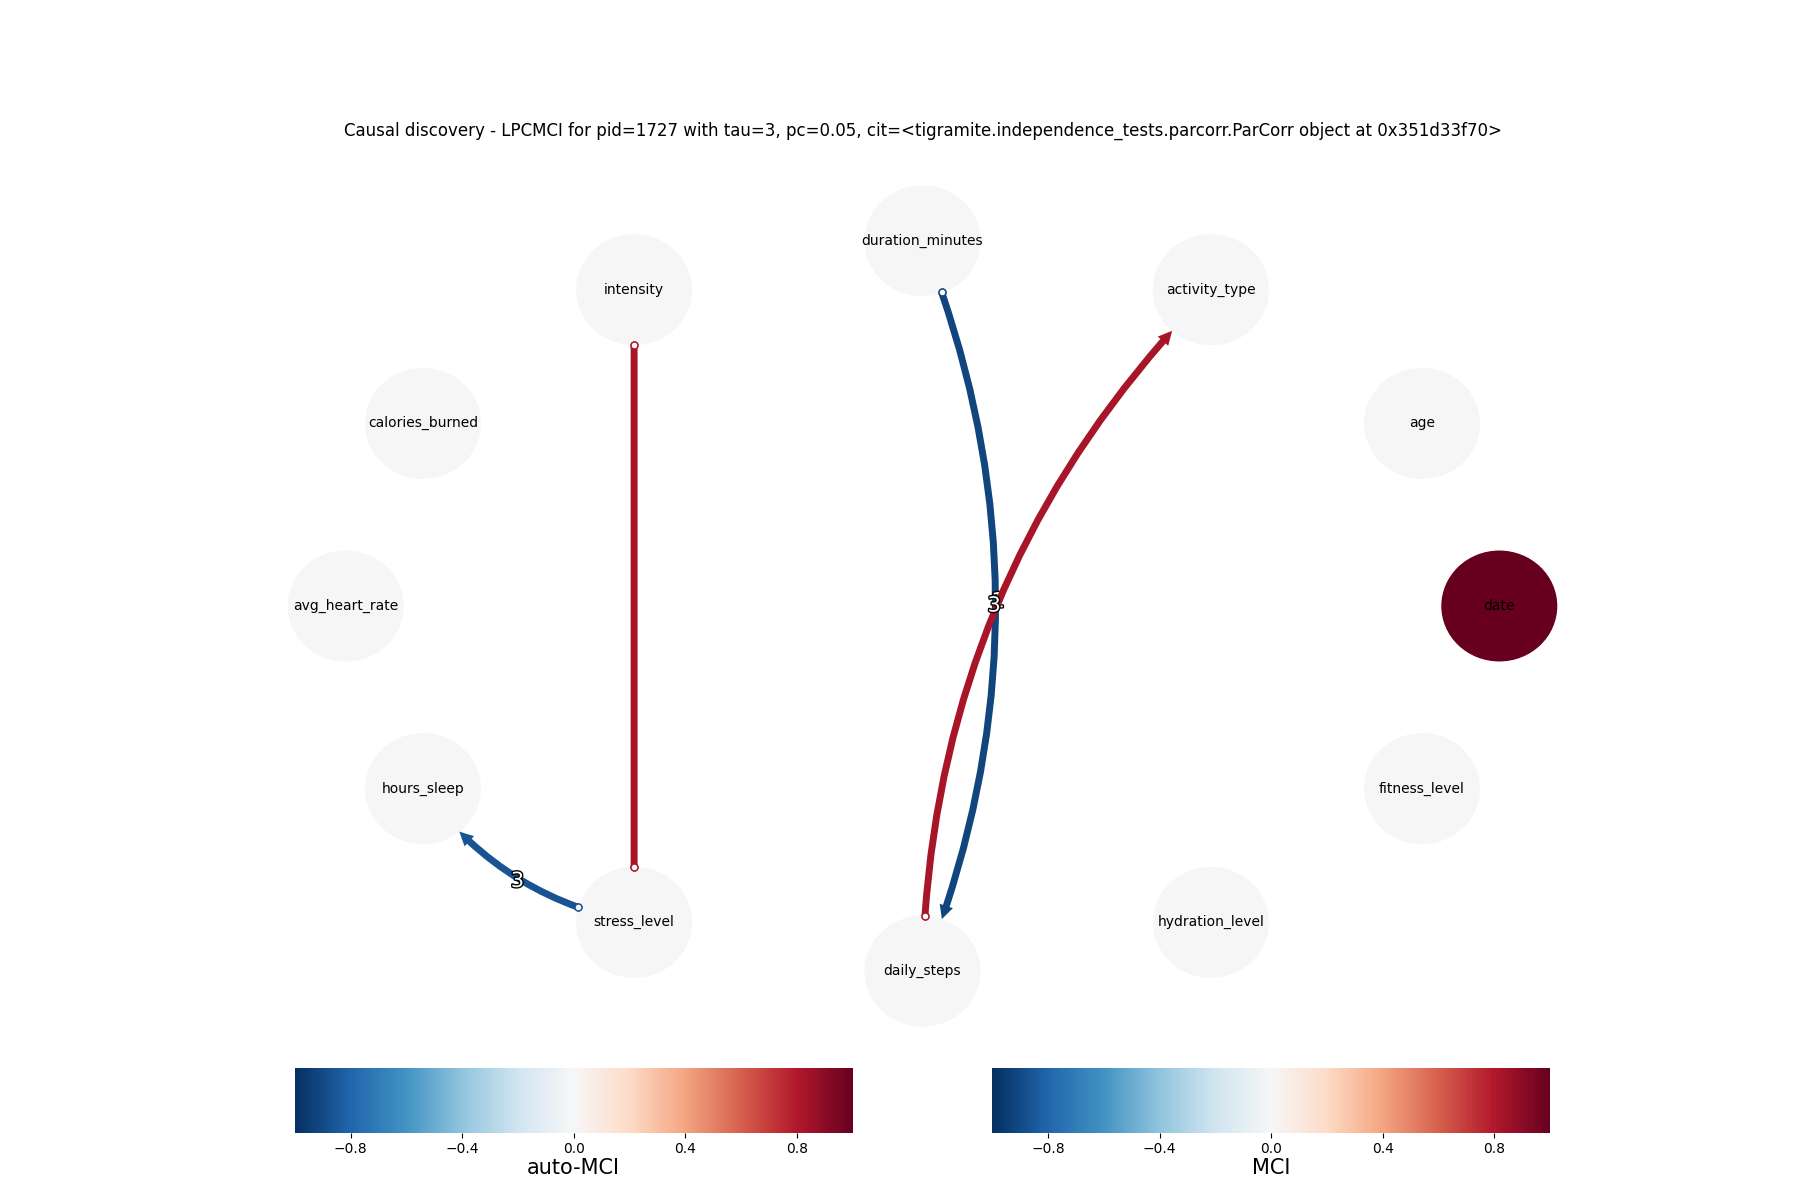 Causal discovery - LPCMCI for pid=1727 with tau=3, pc=0.05, cit=<tigramite.independence_tests.parcorr.ParCorr object at 0x351d33f70>
duration_minutes
intensity
activity_type
calories_burned
age
3
avg_heart_rate
date
hours_sleep
fitness_level
3
stress_level
hydration_level
daily_steps
−0.8 −0.4 0.0 0.4 0.8
auto-MCI
−0.8 −0.4 0.0 0.4 0.8
MCI